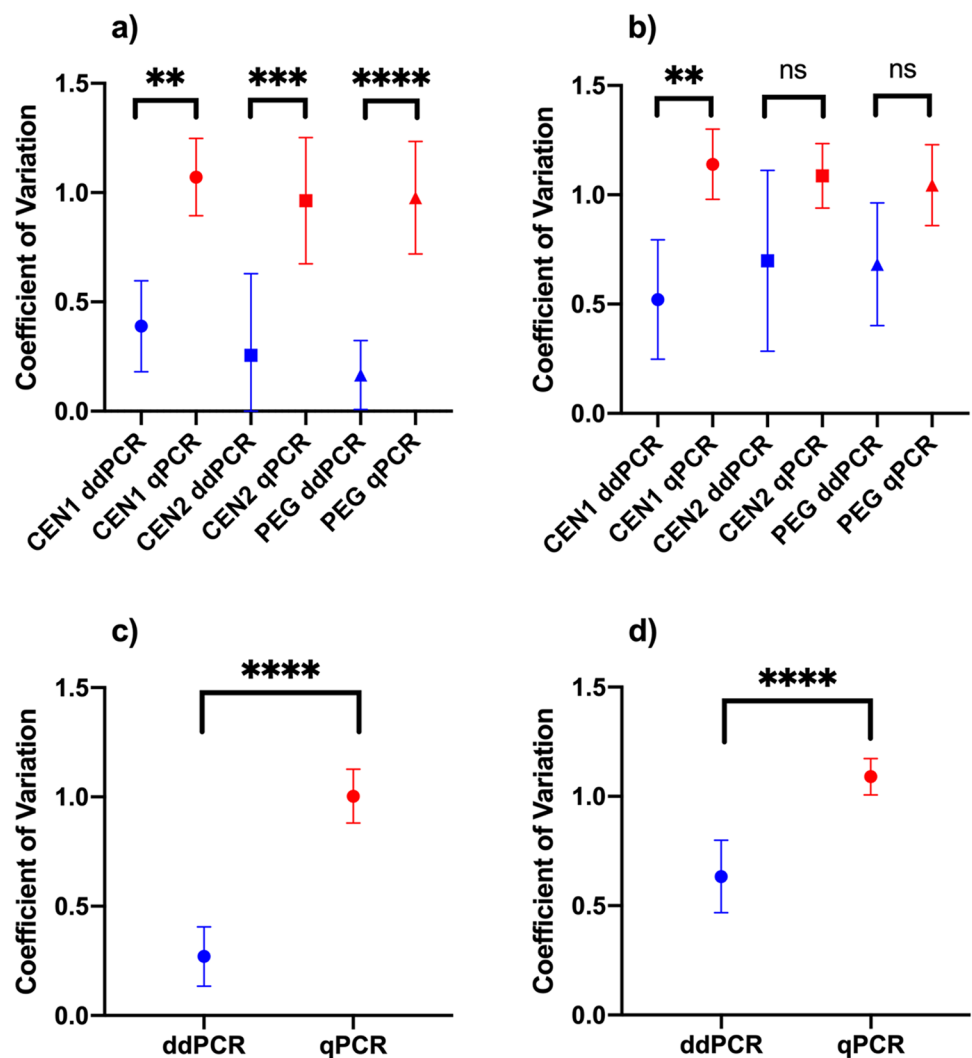 a)
** *** ****
1.5
1.0
0.5
0.0
Coefficient of Variation
CEN1 ddPCR
CEN1 qPCR
CEN2 ddPCR
CEN2 qPCR
PEG ddPCR
PEG qPCR
b)
** ns ns
1.5
1.0
0.5
0.0
Coefficient of Variation
CEN1 ddPCR
CEN1 qPCR
CEN2 ddPCR
CEN2 qPCR
PEG ddPCR
PEG qPCR
c)
****
1.5
1.0
0.5
0.0
Coefficient of Variation
ddPCR qPCR
d)
****
1.5
1.0
0.5
0.0
Coefficient of Variation
ddPCR qPCR